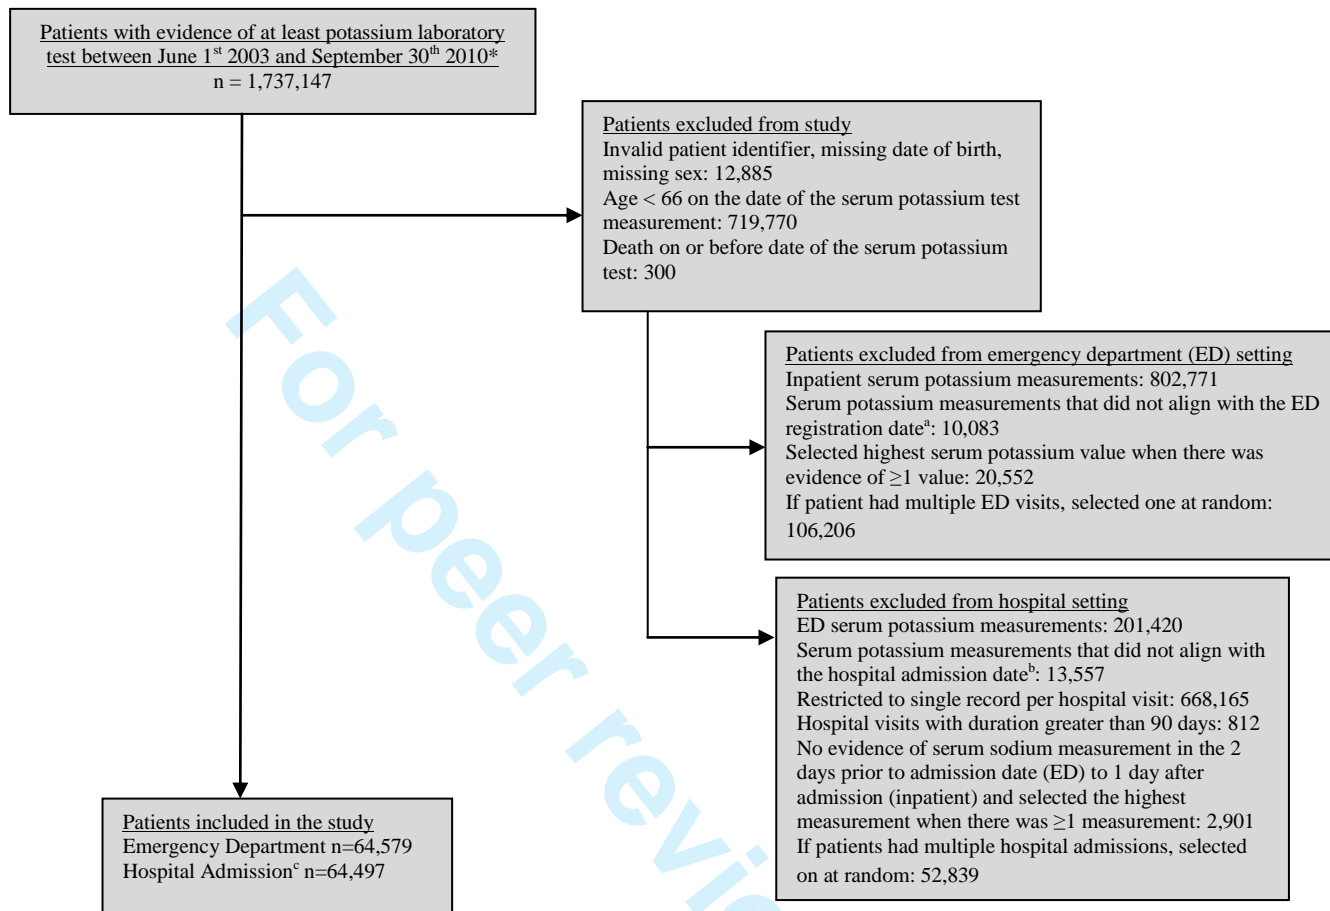 Patients with evidence of at least potassium laboratory
test between June 1st 2003 and September 30th 2010*
n = 1,737,147
Patients excluded from study
Invalid patient identifier, missing date of birth,
missing sex: 12,885
Age < 66 on the date of the serum potassium test
measurement: 719,770
Death on or before date of the serum potassium
test: 300
Patients excluded from emergency department (ED) setting
Inpatient serum potassium measurements: 802,771
Serum potassium measurements that did not align with the ED
registration dateª: 10,083
Selected highest serum potassium value when there was
evidence of ≥1 value: 20,552
If patient had multiple ED visits, selected one at random:
106,206
Patients excluded from hospital setting
ED serum potassium measurements: 201,420
Serum potassium measurements that did not align with
the hospital admission dateᵇ: 13,557
Restricted to single record per hospital visit: 668,165
Hospital visits with duration greater than 90 days: 812
No evidence of serum sodium measurement in the 2
days prior to admission date (ED) to 1 day after
admission (inpatient) and selected the highest
measurement when there was ≥1 measurement: 2,901
If patients had multiple hospital admissions, selected
on at random: 52,839
Patients included in the study
Emergency Department n=64,579
Hospital Admissionᶜ n=64,497
For peer revie